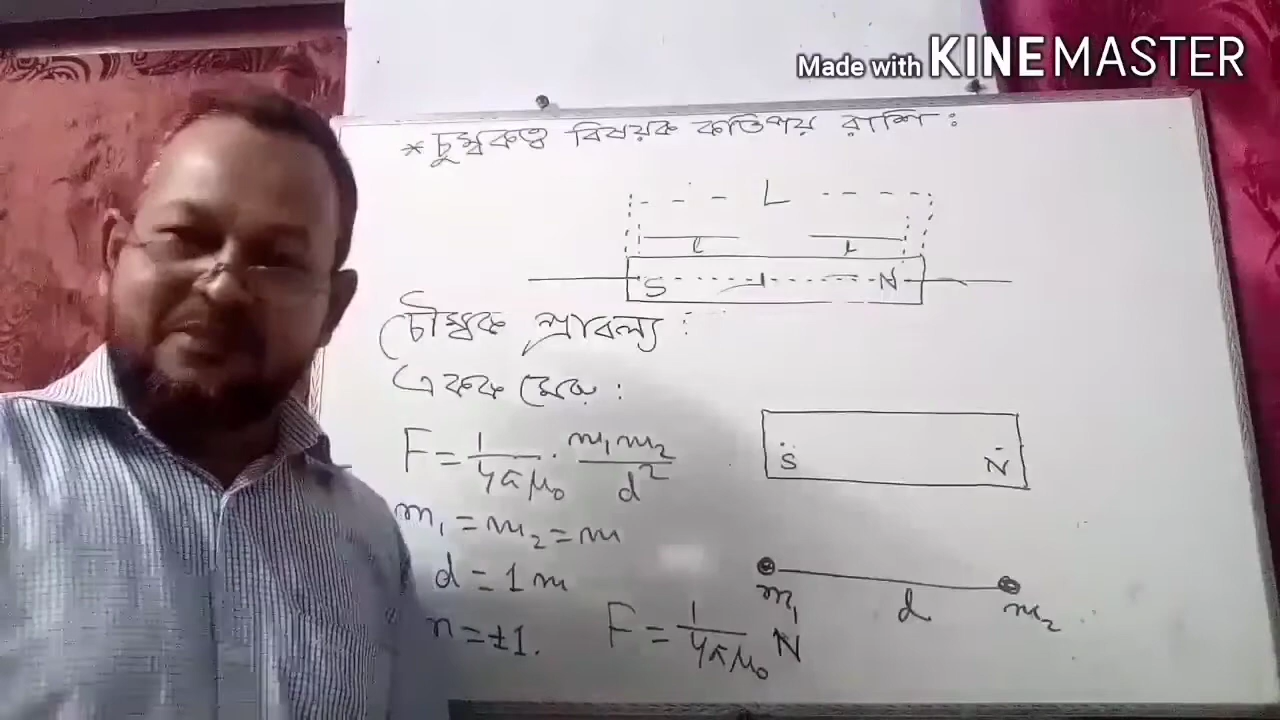 Made with KINEMASTER
* চুম্বকত্ব বিষয়ক কতিপয় রাশি :
L
l l
S N
চৌম্বক প্রাবল্য :
একক মেরু :
F = 1/4πμ₀ · m₁m₂/d²
S N
m₁ = m₂ = m
d = 1 m
m₁ d m₂
m = ±1.
F = 1/4πμ₀ N